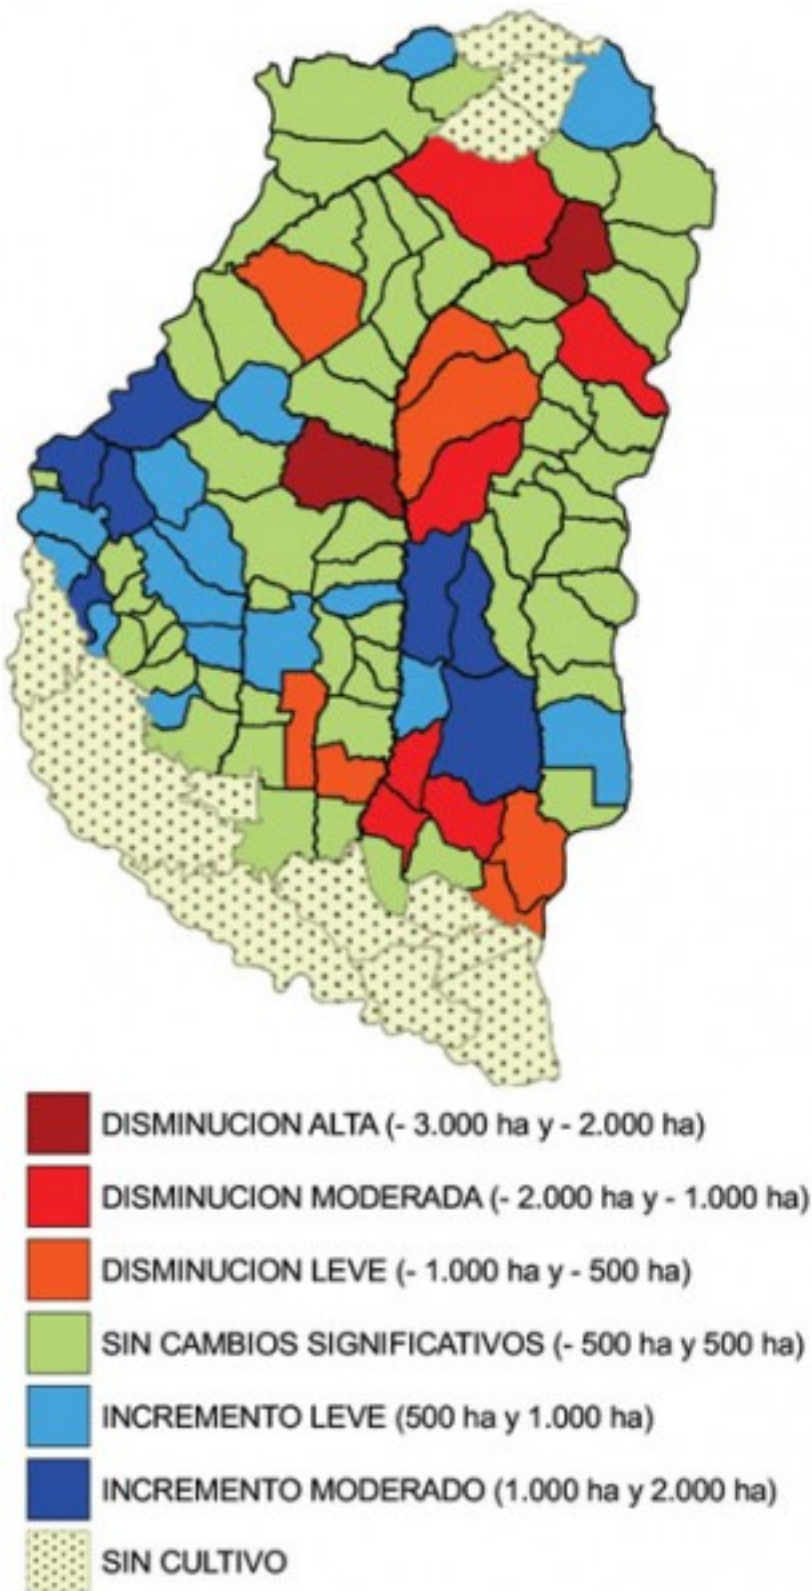 DISMINUCION ALTA (- 3.000 ha y - 2.000 ha)
DISMINUCION MODERADA (- 2.000 ha y - 1.000 ha)
DISMINUCION LEVE (- 1.000 ha y - 500 ha)
SIN CAMBIOS SIGNIFICATIVOS (- 500 ha y 500 ha)
INCREMENTO LEVE (500 ha y 1.000 ha)
INCREMENTO MODERADO (1.000 ha y 2.000 ha)
SIN CULTIVO